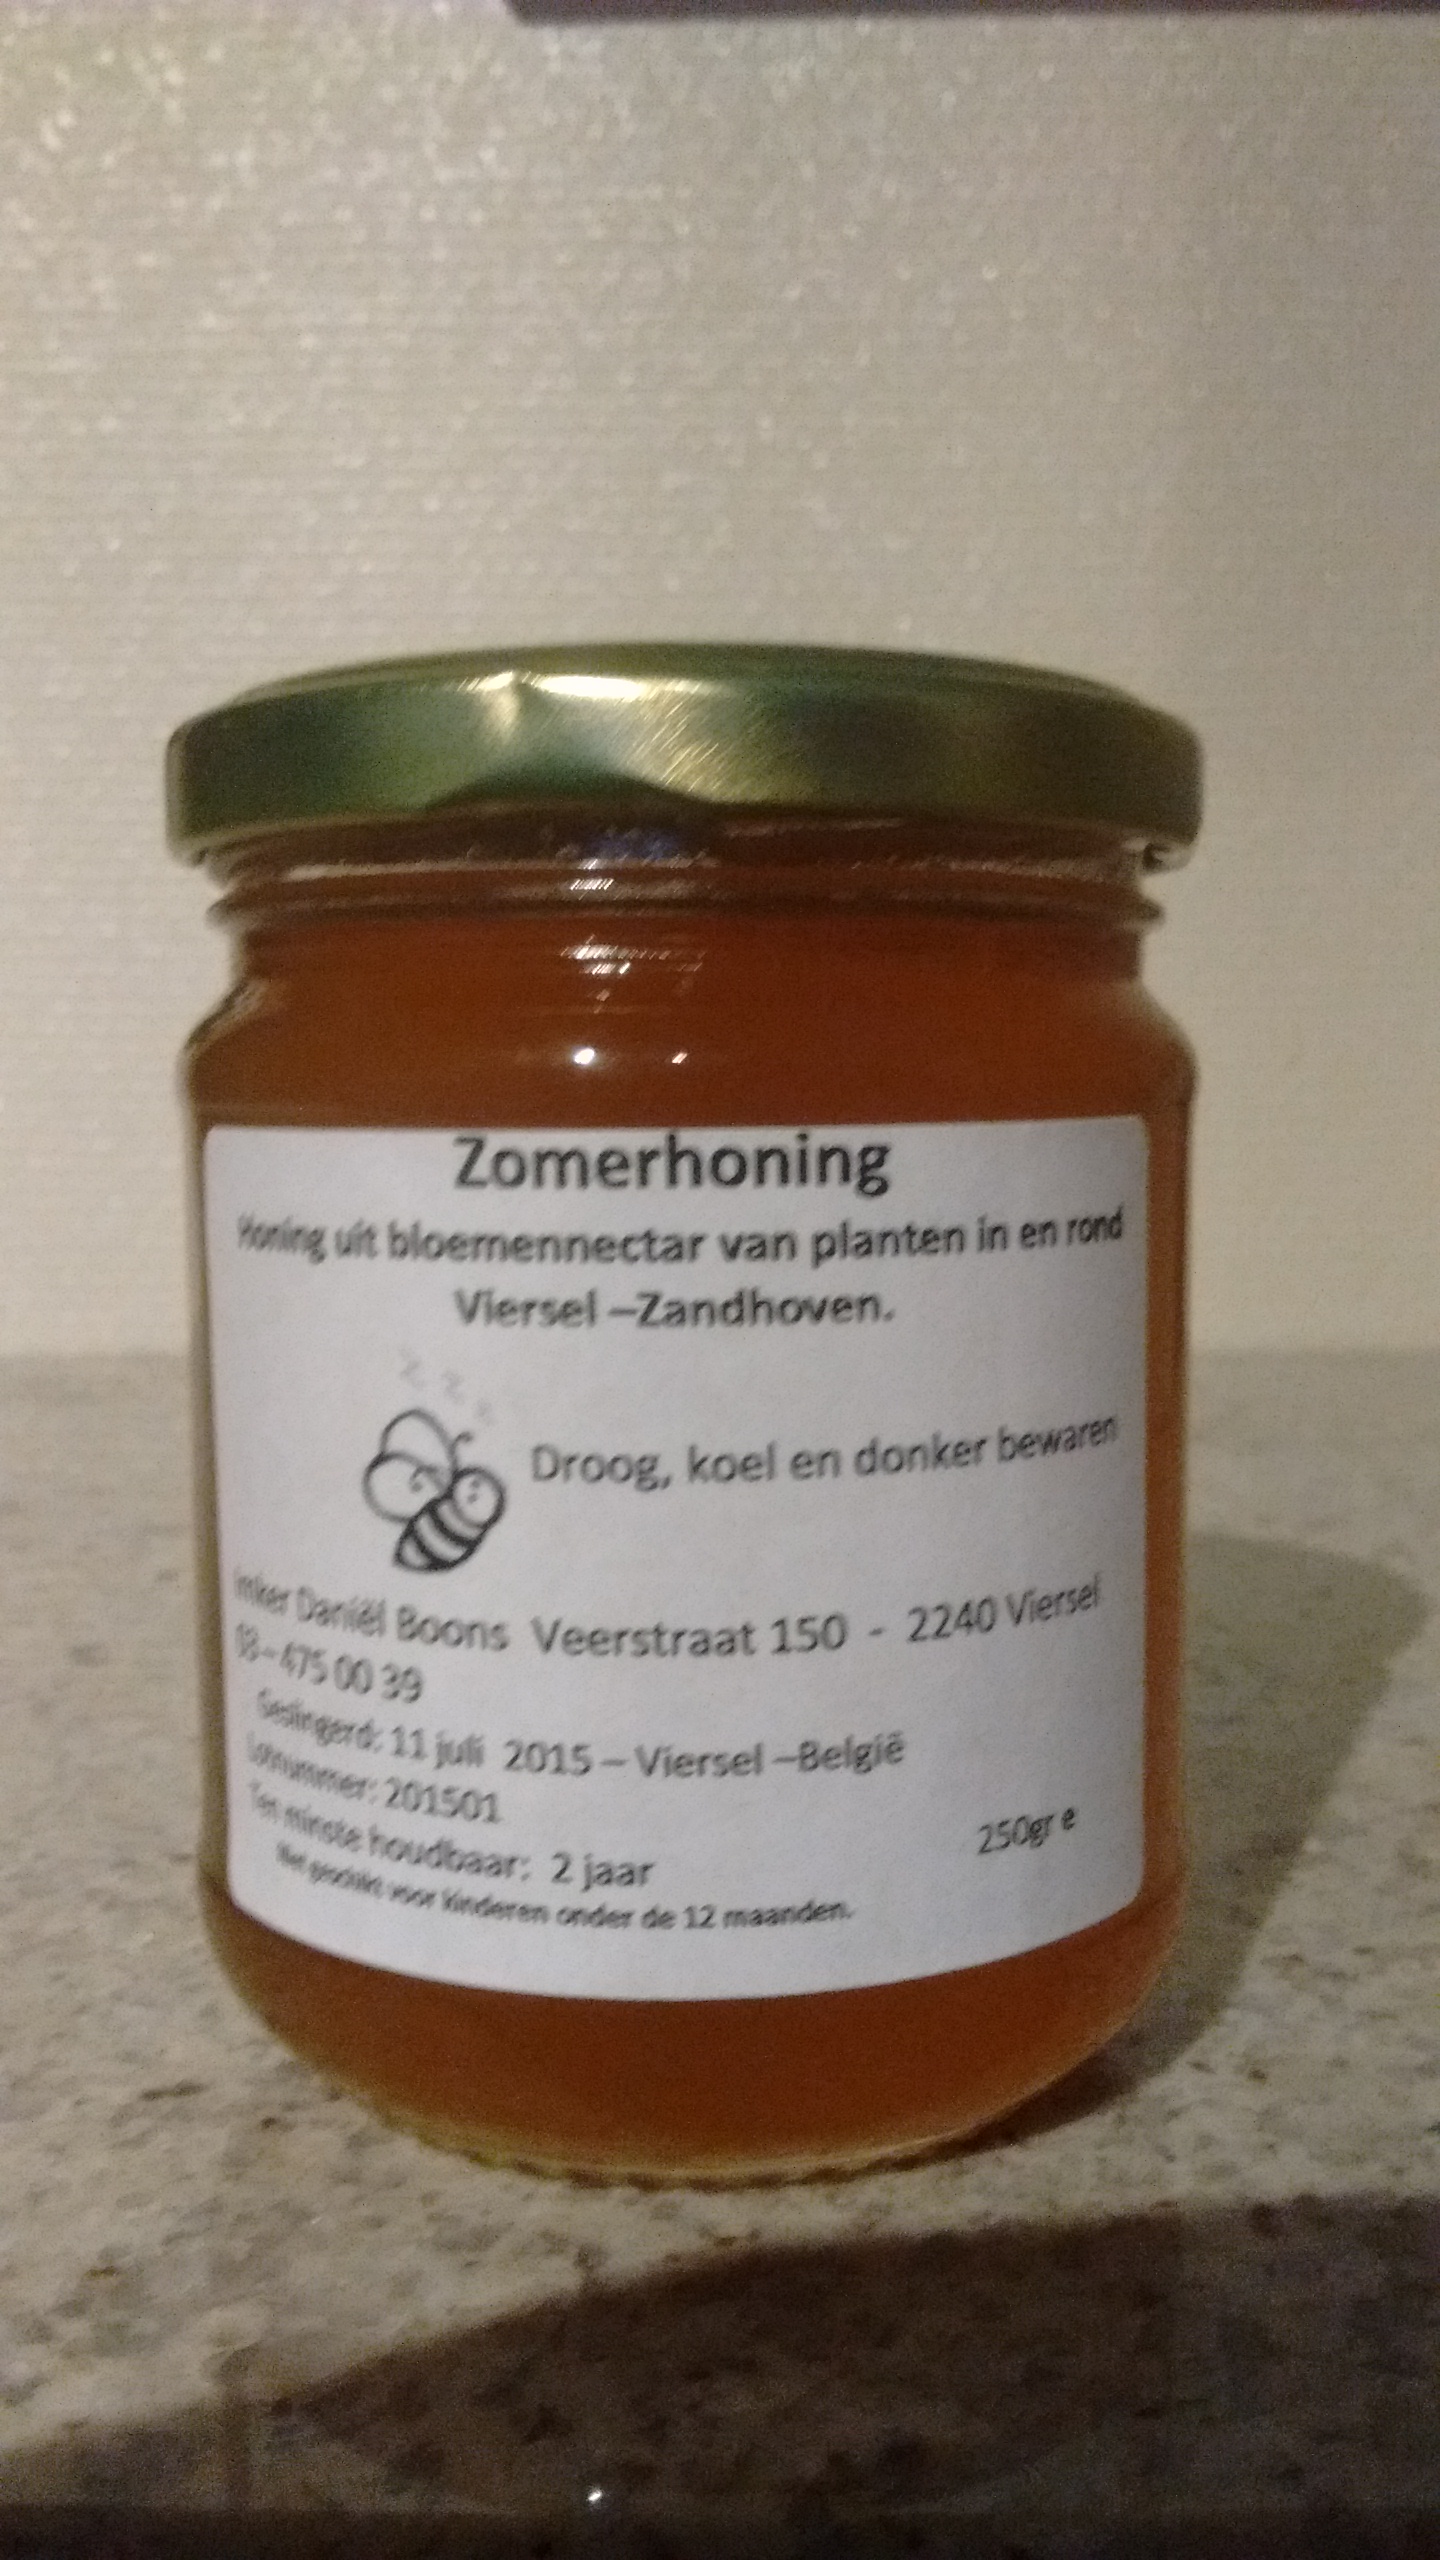 Zomerhoning
Honing uit bloemennectar van planten in en rond
Viersel –Zandhoven.
Droog, koel en donker bewaren
Imker Daniël Boons Veerstraat 150 - 2240 Viersel
– 475 00 39
Geslingerd: 11 juli 2015 – Viersel –België
Lotnummer: 201501
Ten minste houdbaar: 2 jaar
250gr e
Niet geschikt voor kinderen onder de 12 maanden.